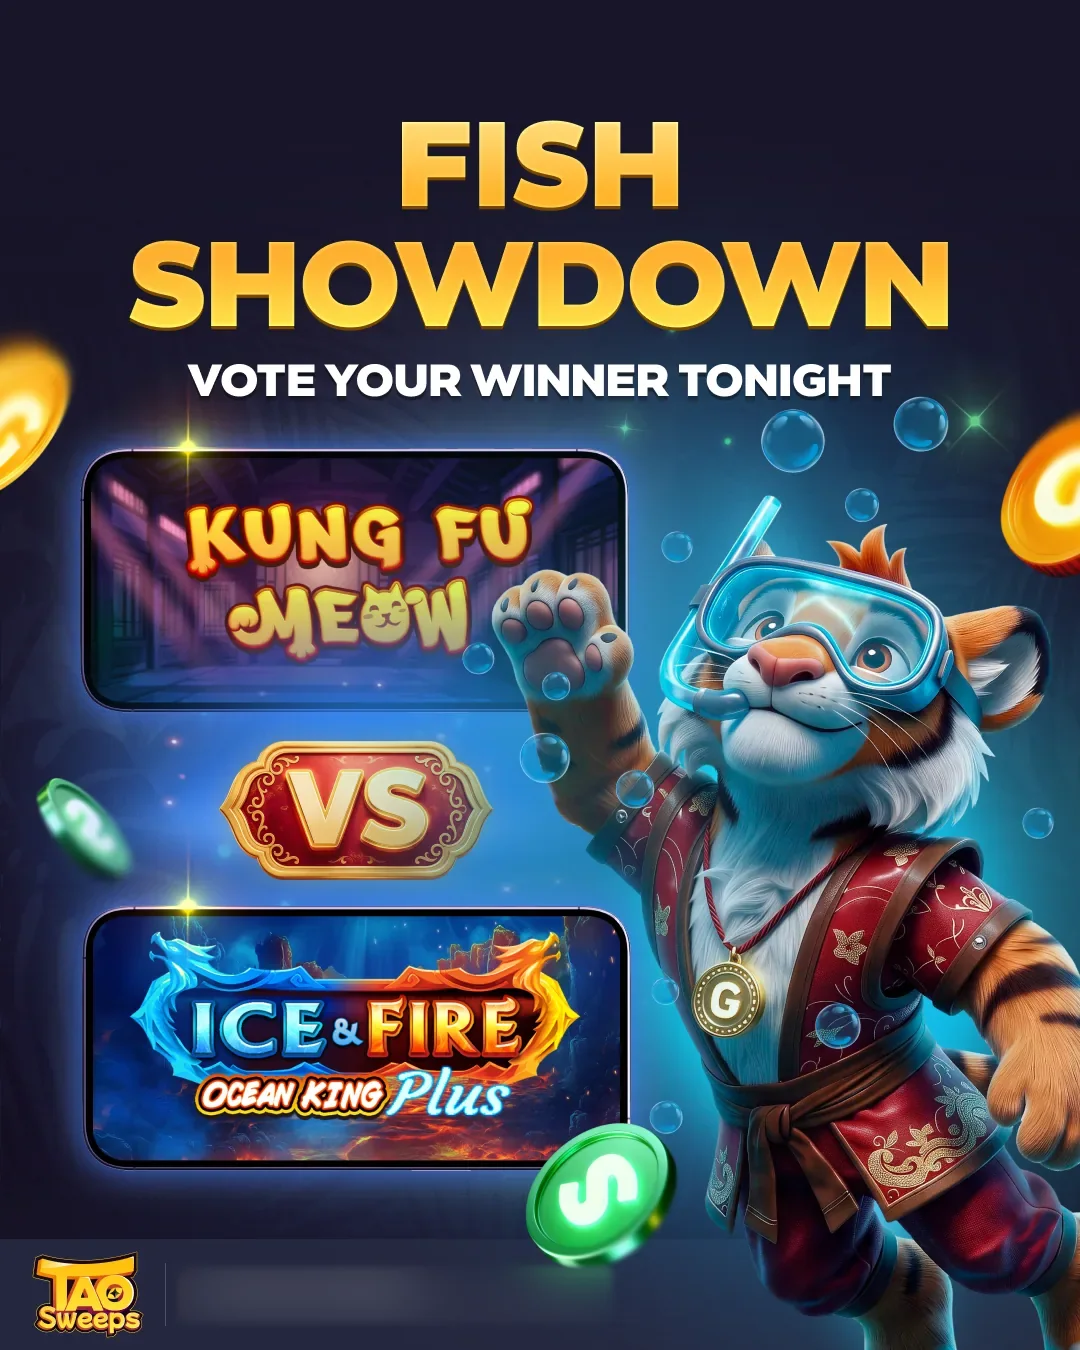 FISH
SHOWDOWN
VOTE YOUR WINNER TONIGHT
KUNG FU
MEOW
VS
ICE & FIRE
OCEAN KING Plus
G
G
S
TAO
Sweeps